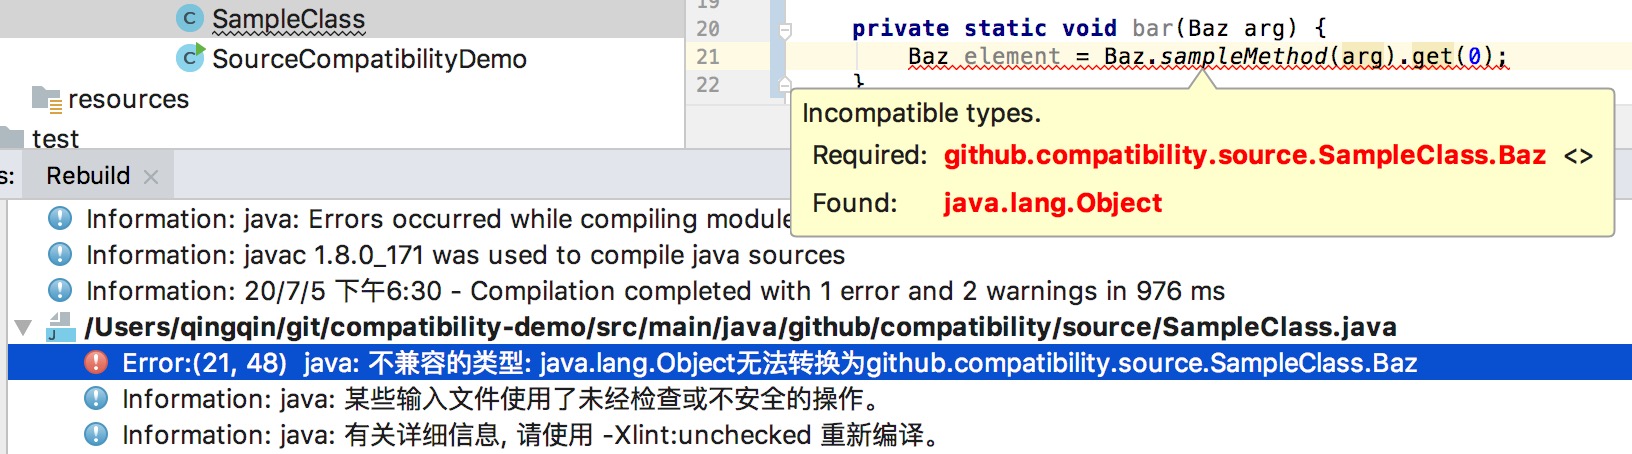 SampleClass
SourceCompatibilityDemo
resources
test
19
20 private static void bar(Baz arg) {
21 Baz element = Baz.sampleMethod(arg).get(0);
22 }
Incompatible types.
Required: github.compatibility.source.SampleClass.Baz <>
Found: java.lang.Object
s: Rebuild
Information: java: Errors occurred while compiling module
Information: javac 1.8.0_171 was used to compile java sources
Information: 20/7/5 下午6:30 - Compilation completed with 1 error and 2 warnings in 976 ms
/Users/qingqin/git/compatibility-demo/src/main/java/github/compatibility/source/SampleClass.java
Error:(21, 48) java: 不兼容的类型: java.lang.Object无法转换为github.compatibility.source.SampleClass.Baz
Information: java: 某些输入文件使用了未经检查或不安全的操作。
Information: java: 有关详细信息, 请使用 -Xlint:unchecked 重新编译。